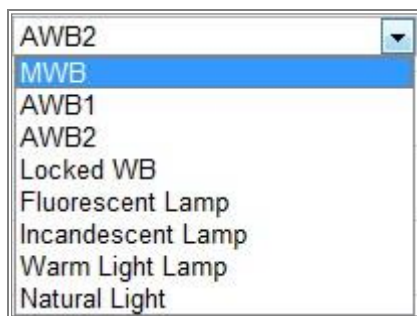 AWB2
MWB
AWB1
AWB2
Locked WB
Fluorescent Lamp
Incandescent Lamp
Warm Light Lamp
Natural Light